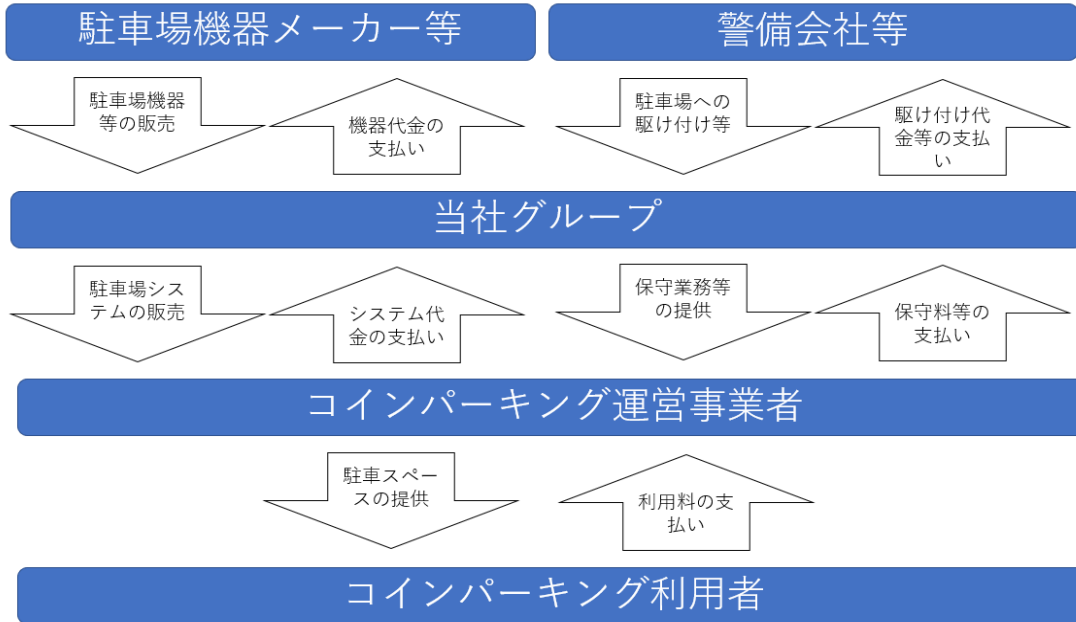 駐車場機器メーカー等
警備会社等
駐車場機器
等の販売
機器代金の
支払い
駐車場への
駆け付け等
駆け付け代
金等の支払
い
当社グループ
駐車場シス
テムの販売
システム代
金の支払い
保守業務等
の提供
保守料等の
支払い
コインパーキング運営事業者
駐車スペー
スの提供
利用料の支
払い
コインパーキング利用者